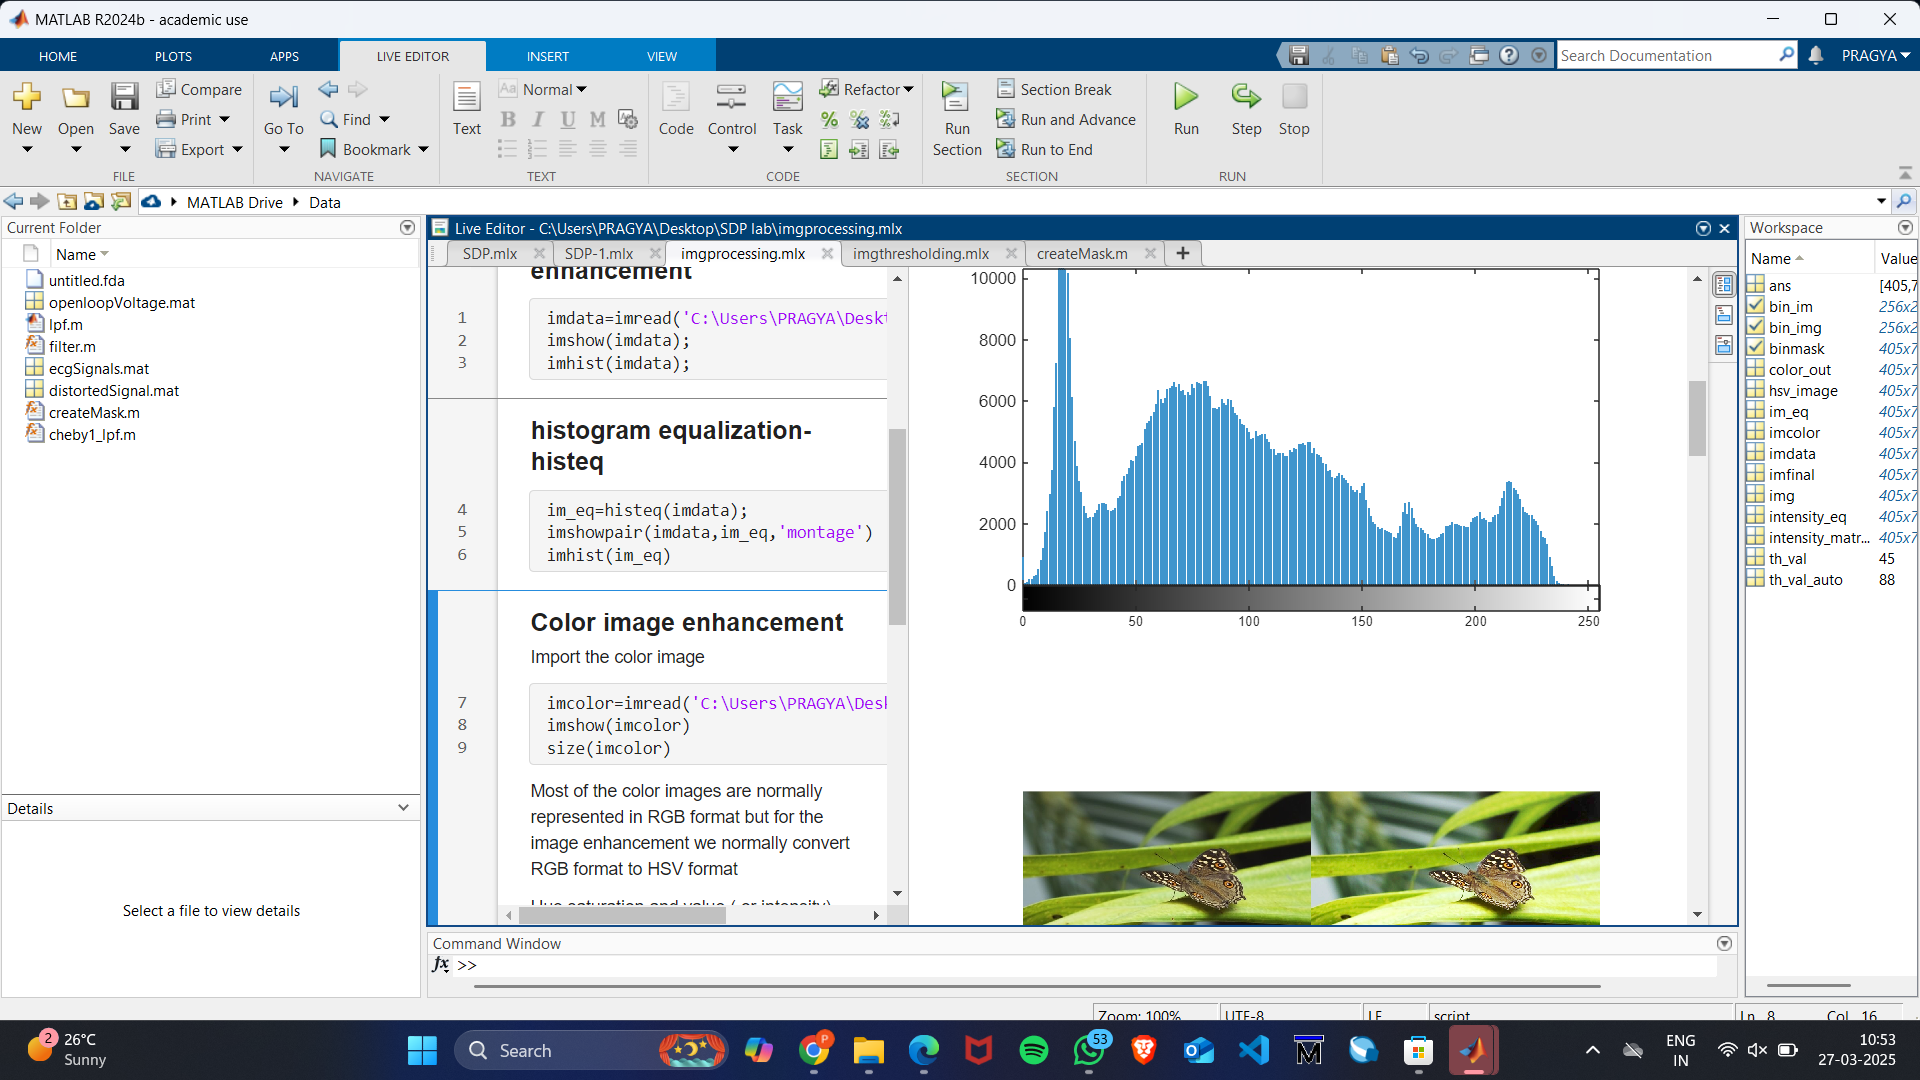 MATLAB R2024b - academic use
HOME PLOTS APPS LIVE EDITOR INSERT VIEW
Search Documentation
PRAGYA
New Open Save Compare Print Export
FILE
Go To Find Bookmark
NAVIGATE
Text Aa Normal
B I U M
TEXT
Code Control Task Refactor
CODE
Run Section Section Break
Run and Advance
Run to End
SECTION
Run Step Stop
RUN
MATLAB Drive Data
Current Folder
Name
untitled.fda
openloopVoltage.mat
lpf.m
filter.m
ecgSignals.mat
distortedSignal.mat
createMask.m
cheby1_lpf.m
Details
Select a file to view details
Live Editor - C:\Users\PRAGYA\Desktop\SDP lab\imgprocessing.mlx
SDP.mlx SDP-1.mlx imgprocessing.mlx imgthresholding.mlx createMask.m
enhancement
1 imdata=imread('C:\Users\PRAGYA\Deskt
2 imshow(imdata);
3 imhist(imdata);
histogram equalization-
histeq
4 im_eq=histeq(imdata);
5 imshowpair(imdata,im_eq,'montage')
6 imhist(im_eq)
Color image enhancement
Import the color image
7 imcolor=imread('C:\Users\PRAGYA\Desk
8 imshow(imcolor)
9 size(imcolor)
Most of the color images are normally
represented in RGB format but for the
image enhancement we normally convert
RGB format to HSV format
Hue saturation and value ( or intensity)
10000
8000
6000
4000
2000
0
0 50 100 150 200 250
Command Window
fx >>
Workspace
Name Value
ans [405,7
bin_im 256x2
bin_img 256x2
binmask 405x7
color_out 405x7
hsv_image 405x7
im_eq 405x7
imcolor 405x7
imdata 405x7
imfinal 405x7
img 405x7
intensity_eq 405x7
intensity_matr... 405x7
th_val 45
th_val_auto 88
Zoom: 100% UTF-8 LF script Ln 8 Col 16
2
26°C
Sunny
Search
P
53
M
ENG
IN
10:53
27-03-2025